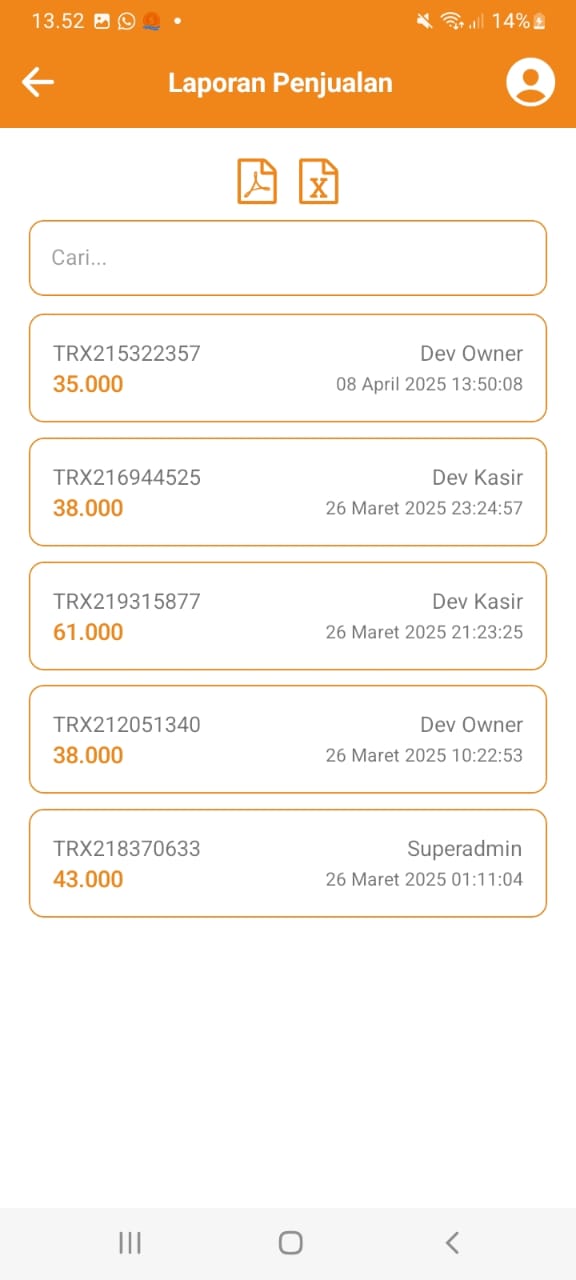 13.52 14%
Laporan Penjualan
X
Cari...
TRX215322357 Dev Owner
35.000 08 April 2025 13:50:08
TRX216944525 Dev Kasir
38.000 26 Maret 2025 23:24:57
TRX219315877 Dev Kasir
61.000 26 Maret 2025 21:23:25
TRX212051340 Dev Owner
38.000 26 Maret 2025 10:22:53
TRX218370633 Superadmin
43.000 26 Maret 2025 01:11:04